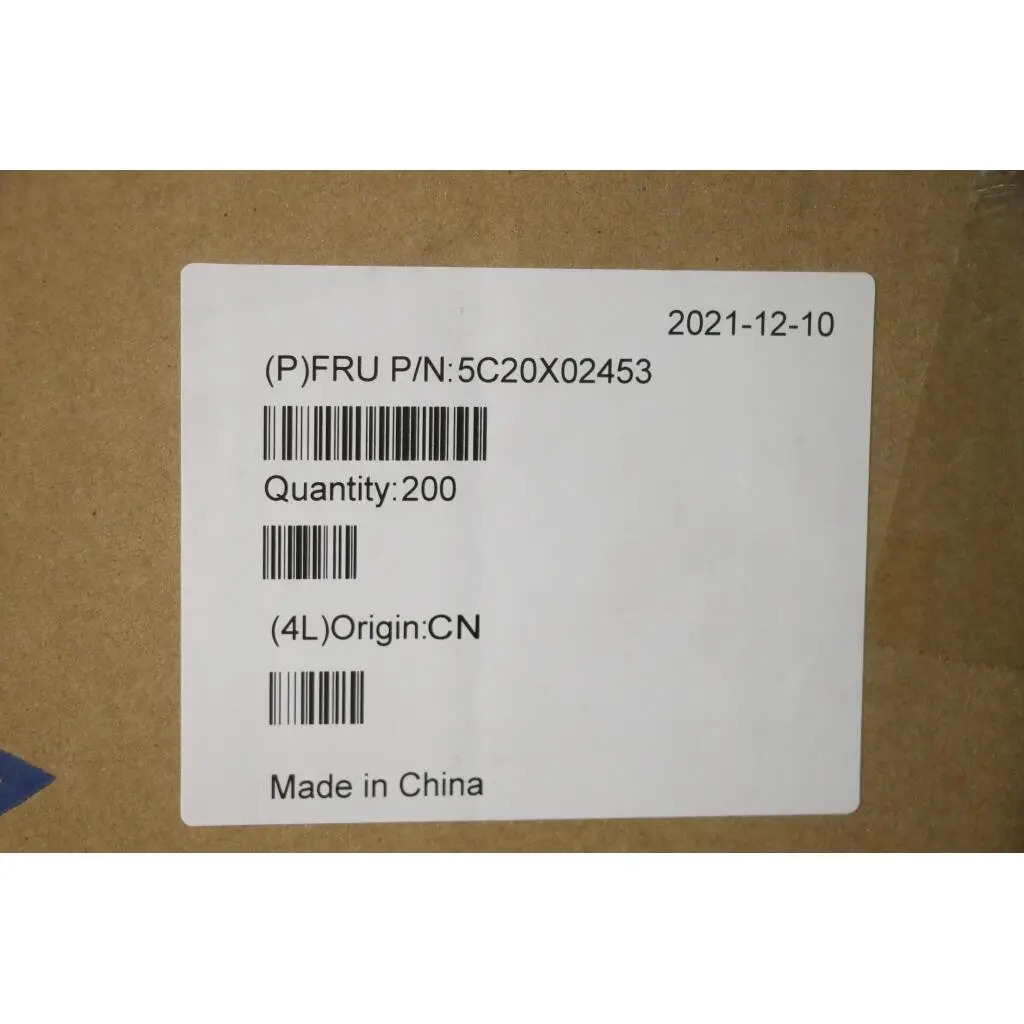 2021-12-10
(P)FRU P/N:5C20X02453
Quantity:200
(4L)Origin:CN
Made in China